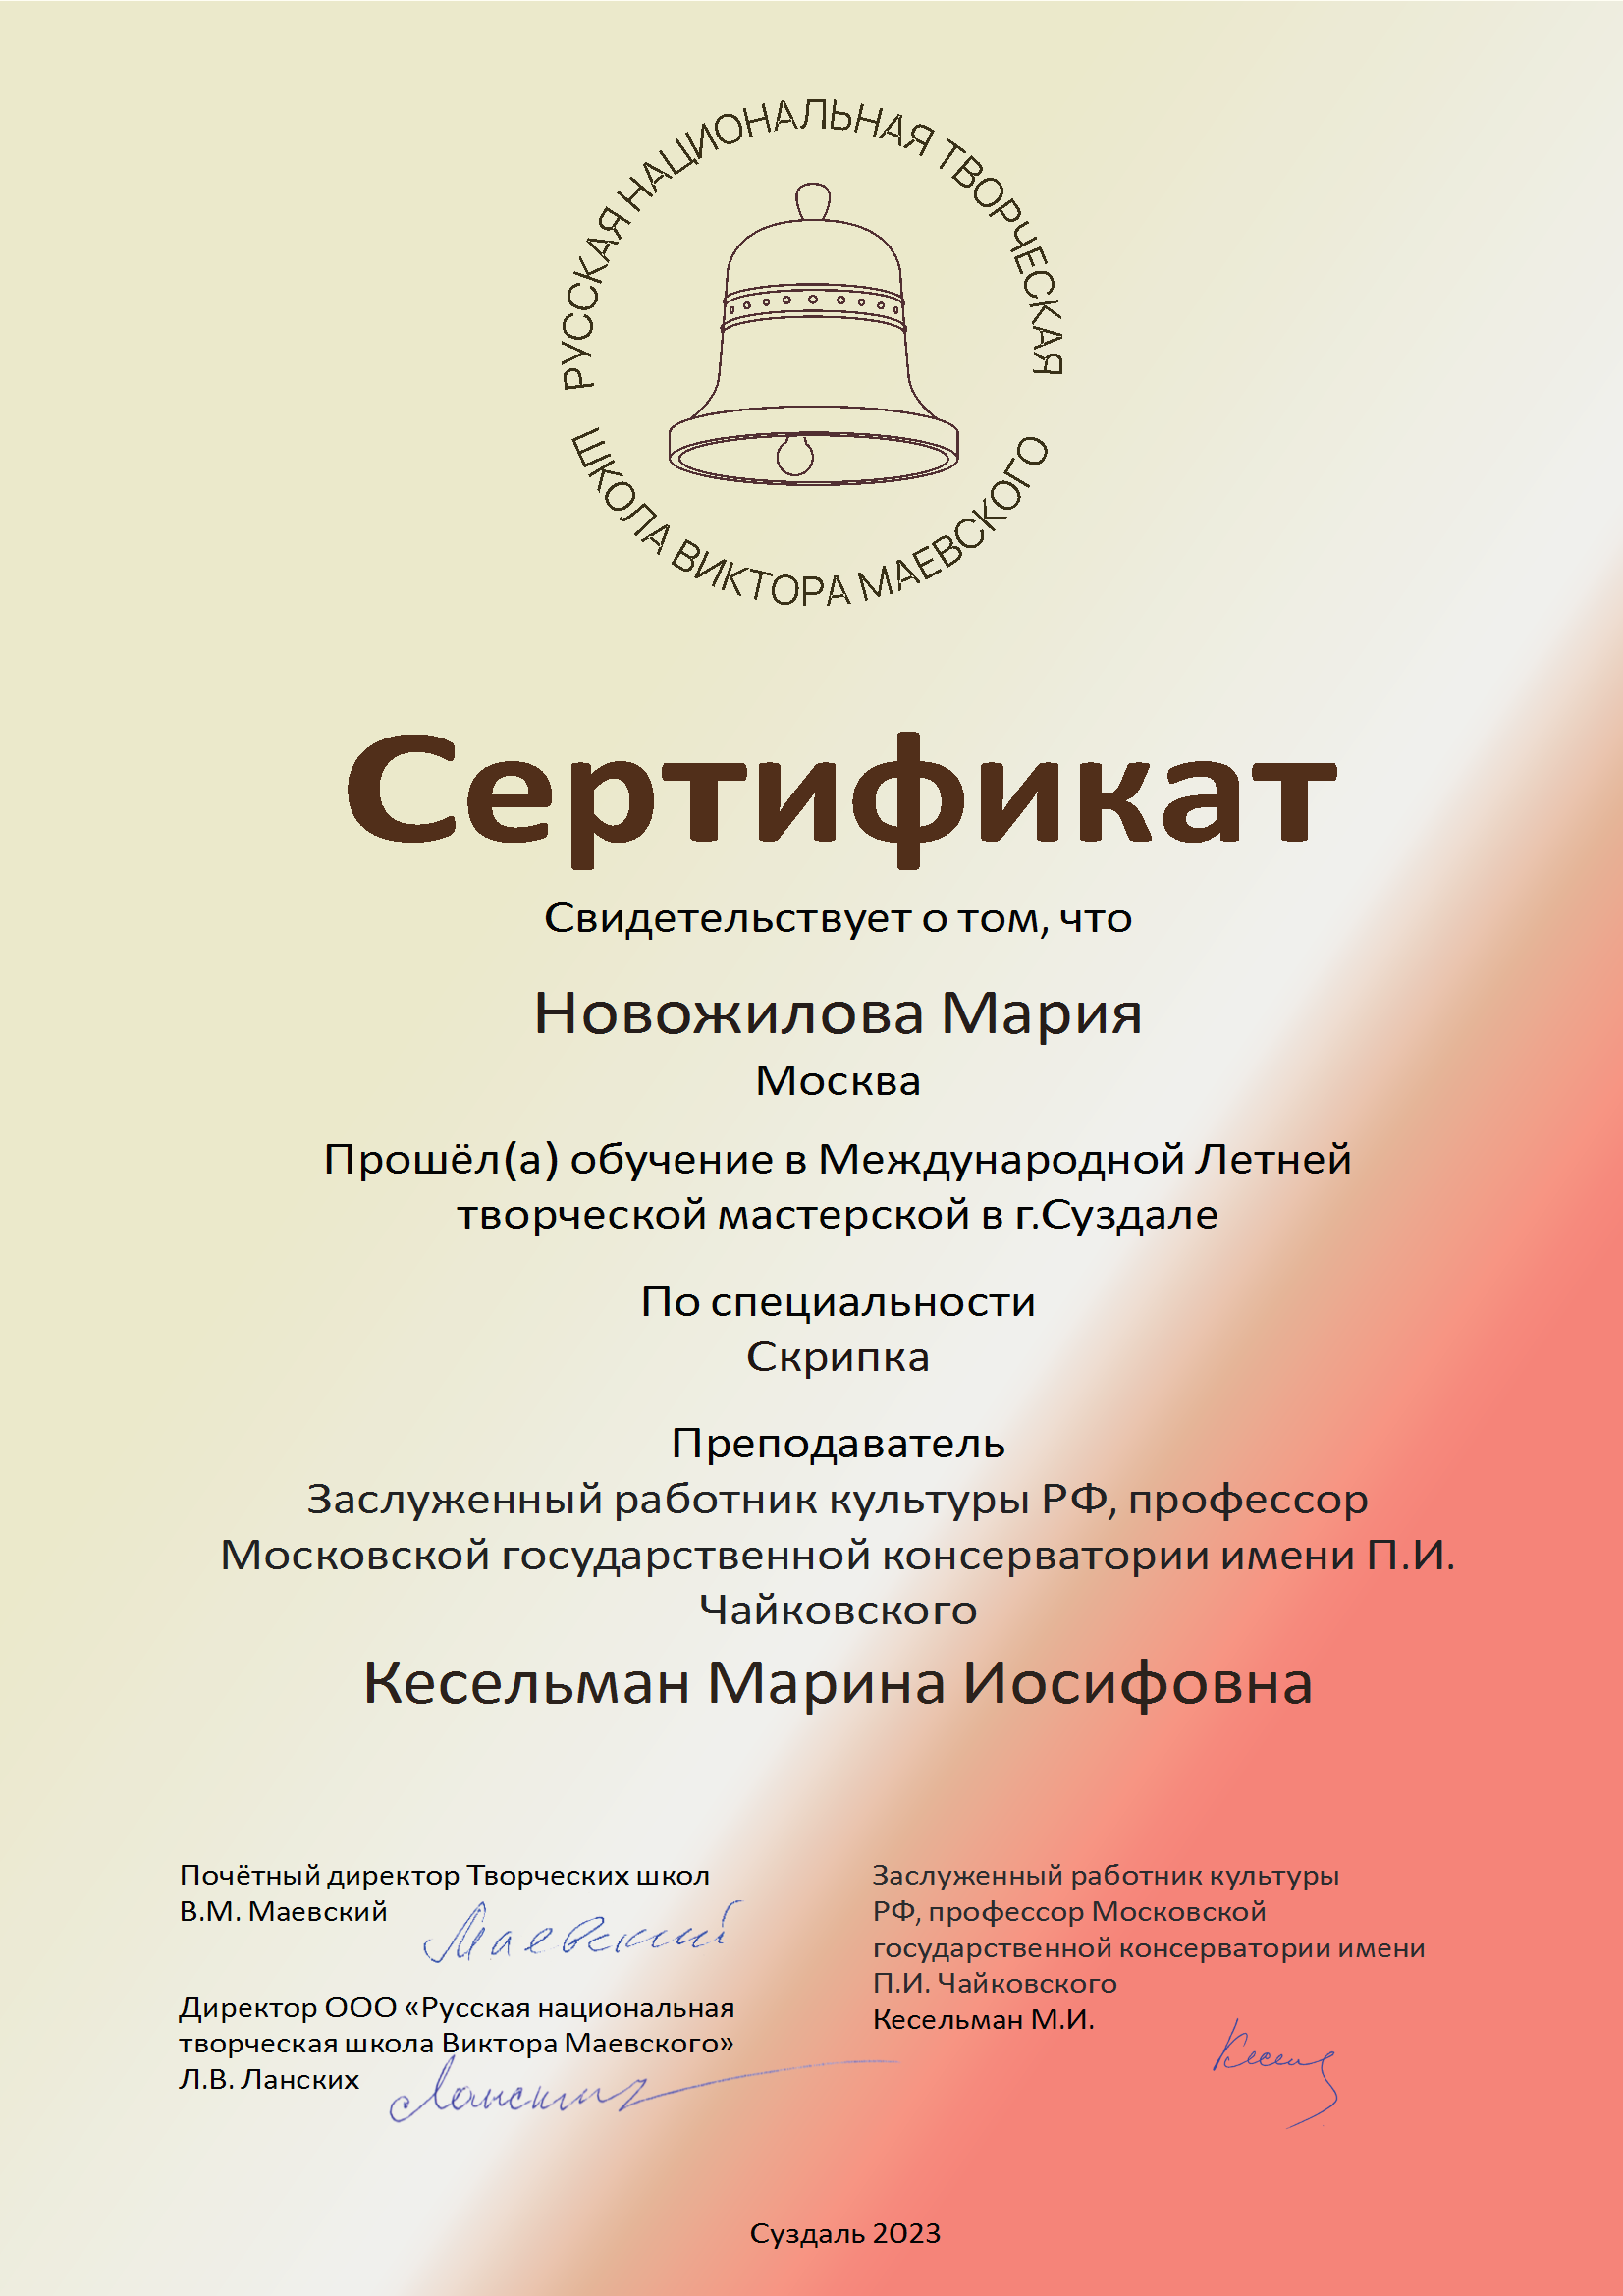 РУССКАЯ НАЦИОНАЛЬНАЯ ТВОРЧЕСКАЯ
ШКОЛА ВИКТОРА МАЕВСКОГО
Сертификат
Свидетельствует о том, что
Новожилова Мария
Москва
Прошёл(а) обучение в Международной Летней
творческой мастерской в г.Суздале
По специальности
Скрипка
Преподаватель
Заслуженный работник культуры РФ, профессор
Московской государственной консерватории имени П.И.
Чайковского
Кесельман Марина Иосифовна
Почётный директор Творческих школ
В.М. Маевский
Маевский
Директор ООО «Русская национальная
творческая школа Виктора Маевского»
Л.В. Ланских
Ланских
Заслуженный работник культуры
РФ, профессор Московской
государственной консерватории имени
П.И. Чайковского
Кесельман М.И.
Суздаль 2023